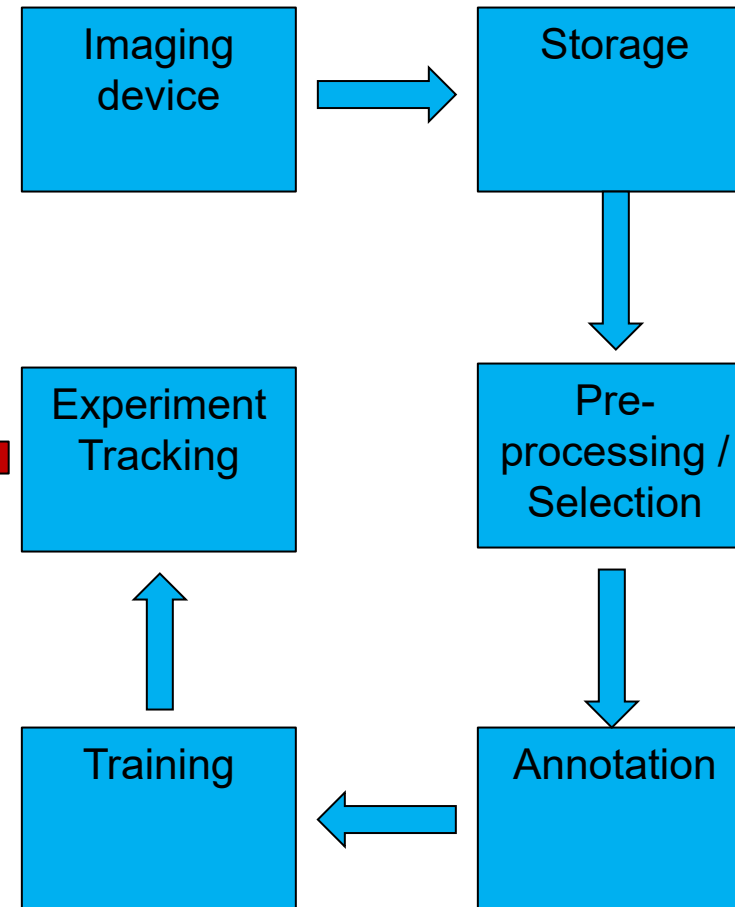 Imaging
device
Storage
Experiment
Tracking
Pre-
processing /
Selection
Training
Annotation